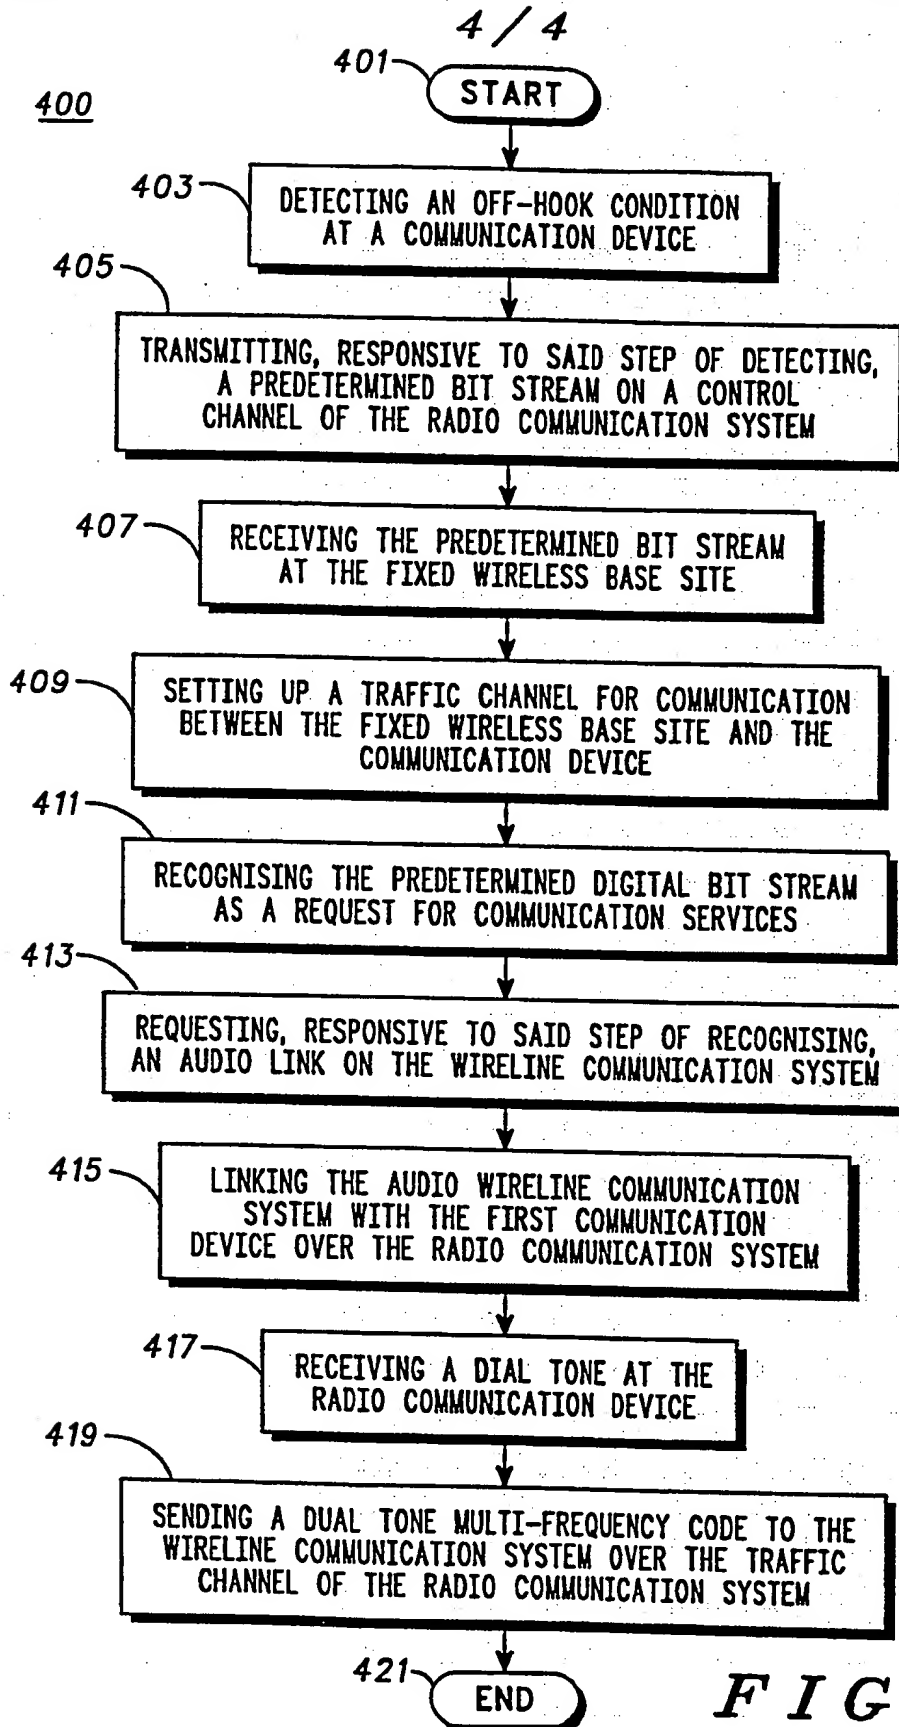 4 / 4
401
START
400
403
DETECTING AN OFF-HOOK CONDITION
AT A COMMUNICATION DEVICE
405
TRANSMITTING, RESPONSIVE TO SAID STEP OF DETECTING,
A PREDETERMINED BIT STREAM ON A CONTROL
CHANNEL OF THE RADIO COMMUNICATION SYSTEM
407
RECEIVING THE PREDETERMINED BIT STREAM
AT THE FIXED WIRELESS BASE SITE
409
SETTING UP A TRAFFIC CHANNEL FOR COMMUNICATION
BETWEEN THE FIXED WIRELESS BASE SITE AND THE
COMMUNICATION DEVICE
411
RECOGNISING THE PREDETERMINED DIGITAL BIT STREAM
AS A REQUEST FOR COMMUNICATION SERVICES
413
REQUESTING, RESPONSIVE TO SAID STEP OF RECOGNISING,
AN AUDIO LINK ON THE WIRELINE COMMUNICATION SYSTEM
415
LINKING THE AUDIO WIRELINE COMMUNICATION
SYSTEM WITH THE FIRST COMMUNICATION
DEVICE OVER THE RADIO COMMUNICATION SYSTEM
417
RECEIVING A DIAL TONE AT THE
RADIO COMMUNICATION DEVICE
419
SENDING A DUAL TONE MULTI-FREQUENCY CODE TO THE
WIRELINE COMMUNICATION SYSTEM OVER THE TRAFFIC
CHANNEL OF THE RADIO COMMUNICATION SYSTEM
421
END
FIG